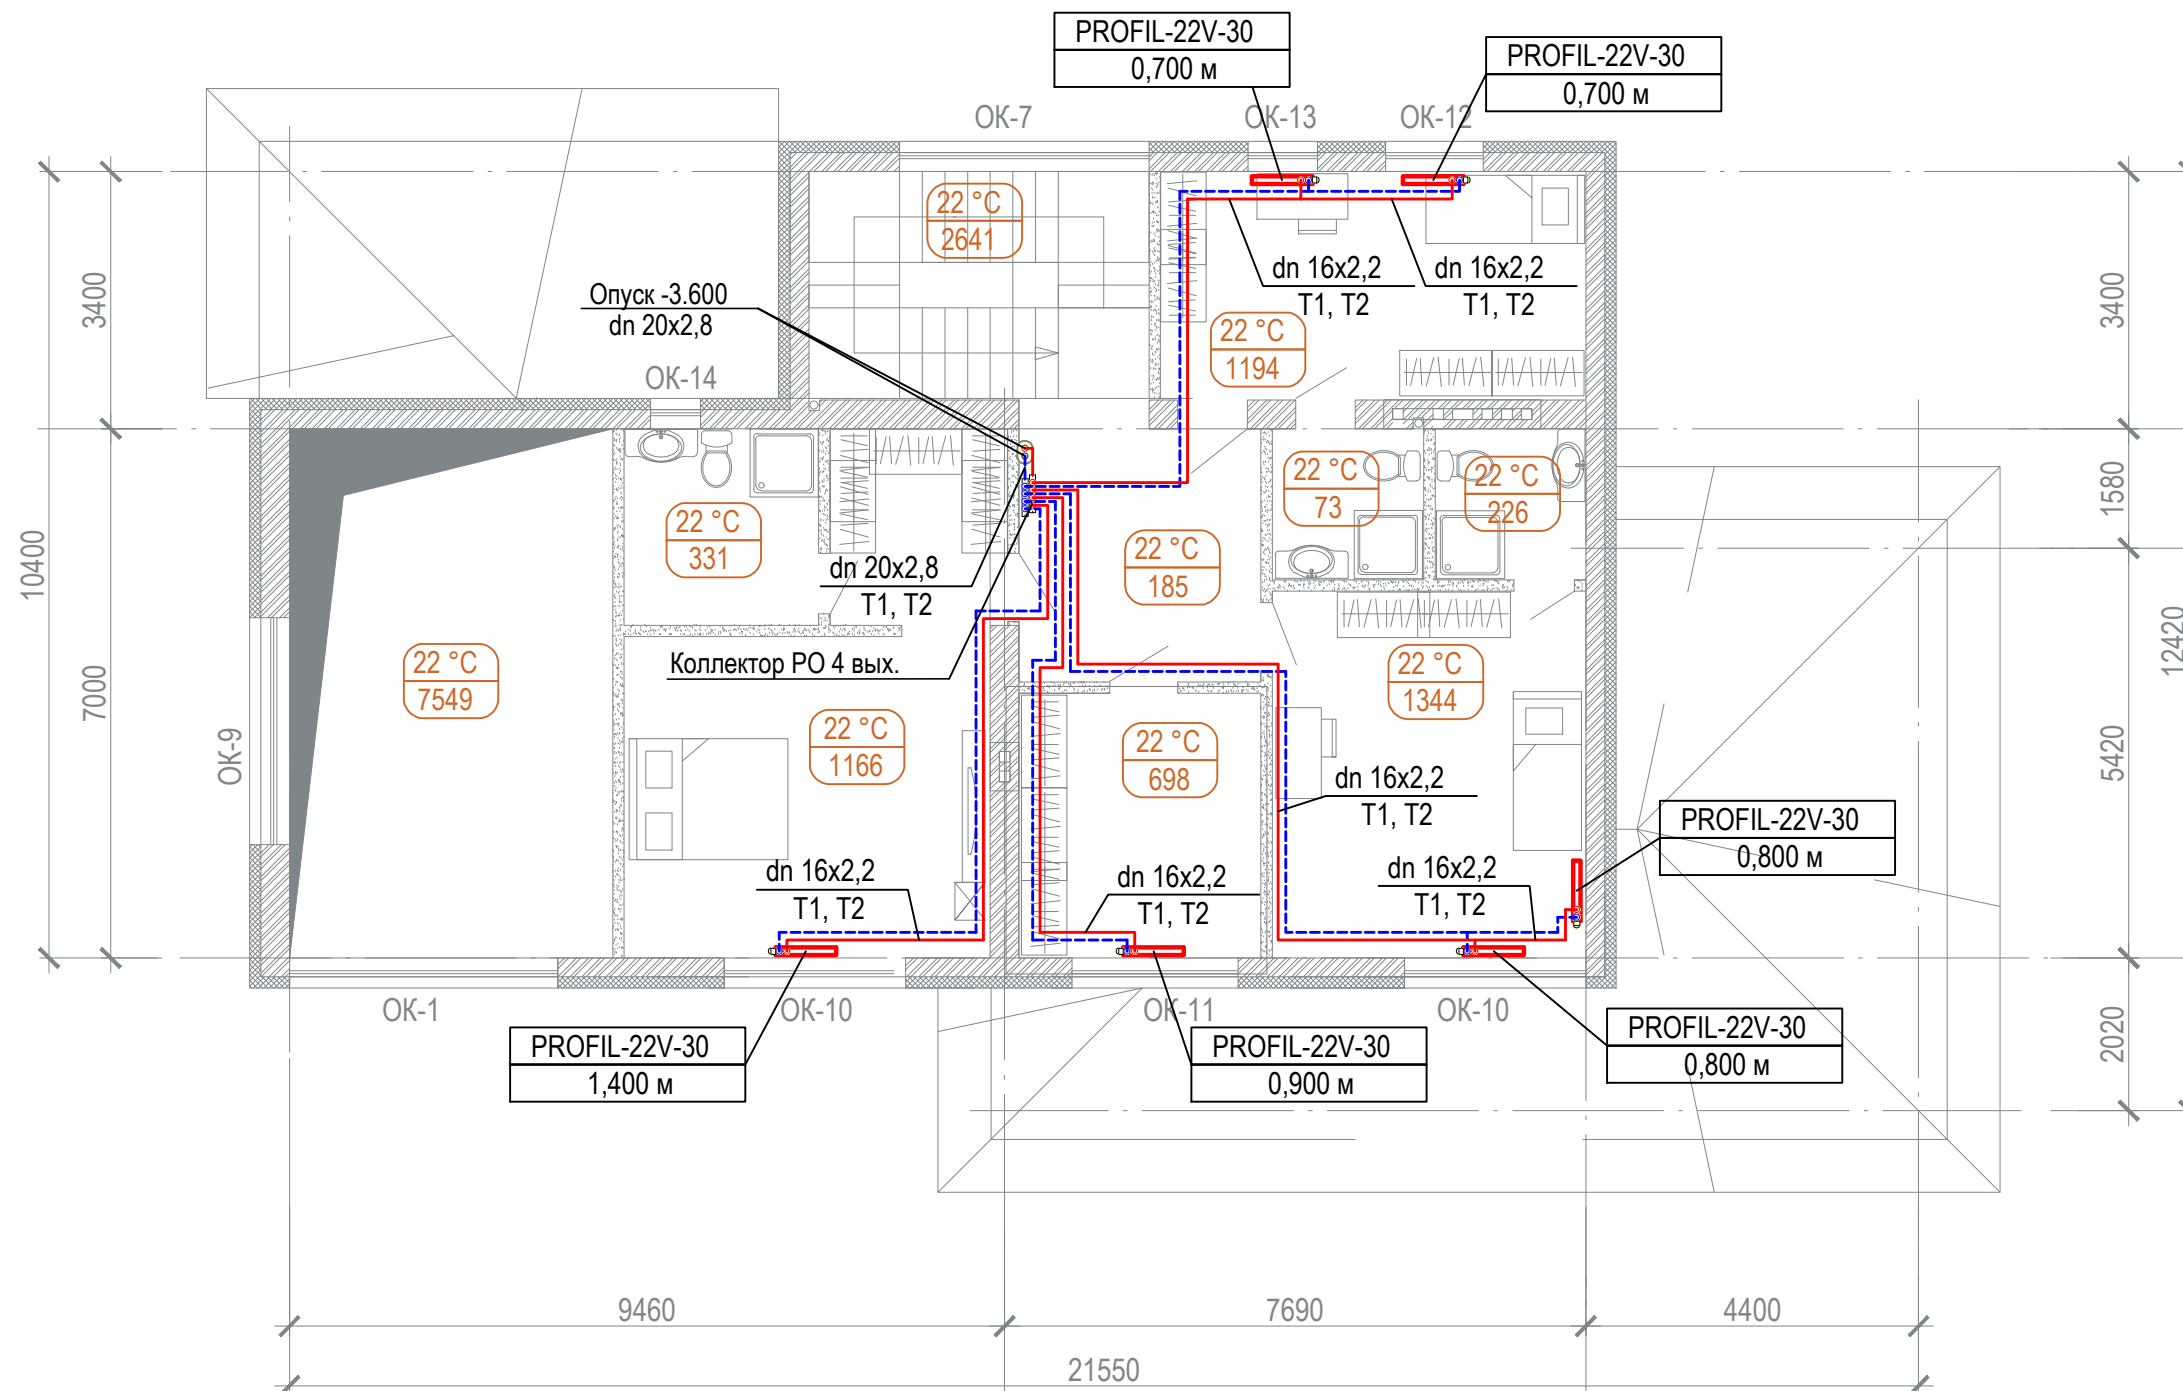 PROFIL-22V-30
0,700 м
PROFIL-22V-30
0,700 м
ОК-7
ОК-13
ОК-12
22 °C
2641
Опуск -3.600
dn 20x2,8
dn 16x2,2
T1, T2
dn 16x2,2
T1, T2
22 °C
1194
ОК-14
3400
7000
10400
3400
1580
5420
2020
12420
22 °C
73
22 °C
226
22 °C
331
22 °C
185
dn 20x2,8
T1, T2
Коллектор РО 4 вых.
22 °C
7549
22 °C
1166
22 °C
698
22 °C
1344
ОК-9
dn 16x2,2
T1, T2
dn 16x2,2
T1, T2
dn 16x2,2
T1, T2
dn 16x2,2
T1, T2
PROFIL-22V-30
0,800 м
ОК-1
ОК-10
ОК-11
ОК-10
PROFIL-22V-30
1,400 м
PROFIL-22V-30
0,900 м
PROFIL-22V-30
0,800 м
9460
7690
4400
21550